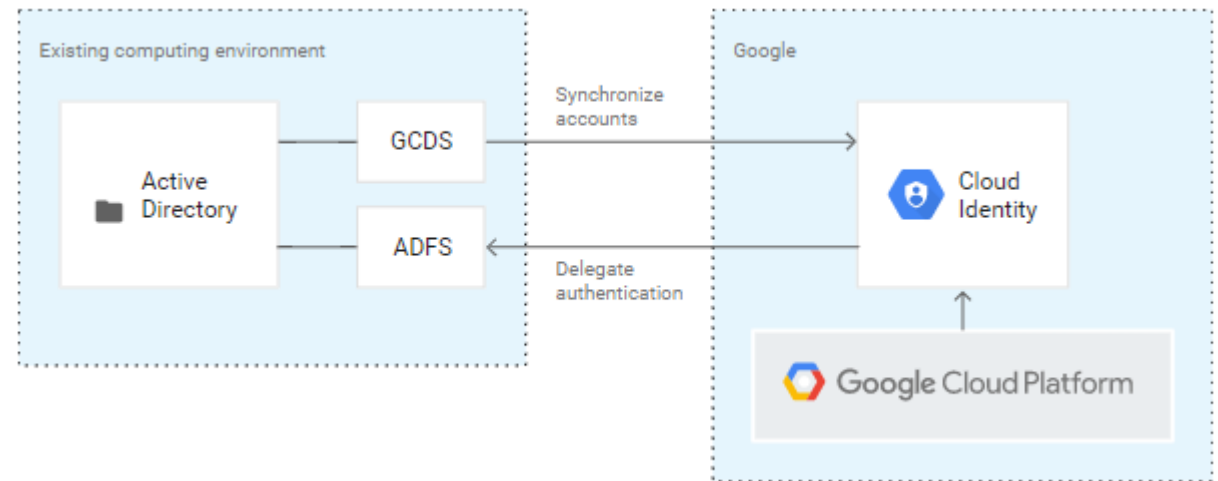 Existing computing environment
Google
Synchronize
accounts
GCDS
Active
Directory
Cloud
Identity
ADFS
Delegate
authentication
Google Cloud Platform